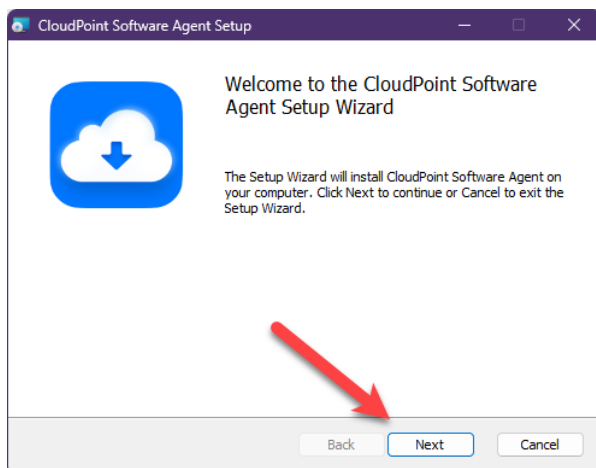 CloudPoint Software Agent Setup
Welcome to the CloudPoint Software
Agent Setup Wizard
The Setup Wizard will install CloudPoint Software Agent on
your computer. Click Next to continue or Cancel to exit the
Setup Wizard.
Back Next Cancel